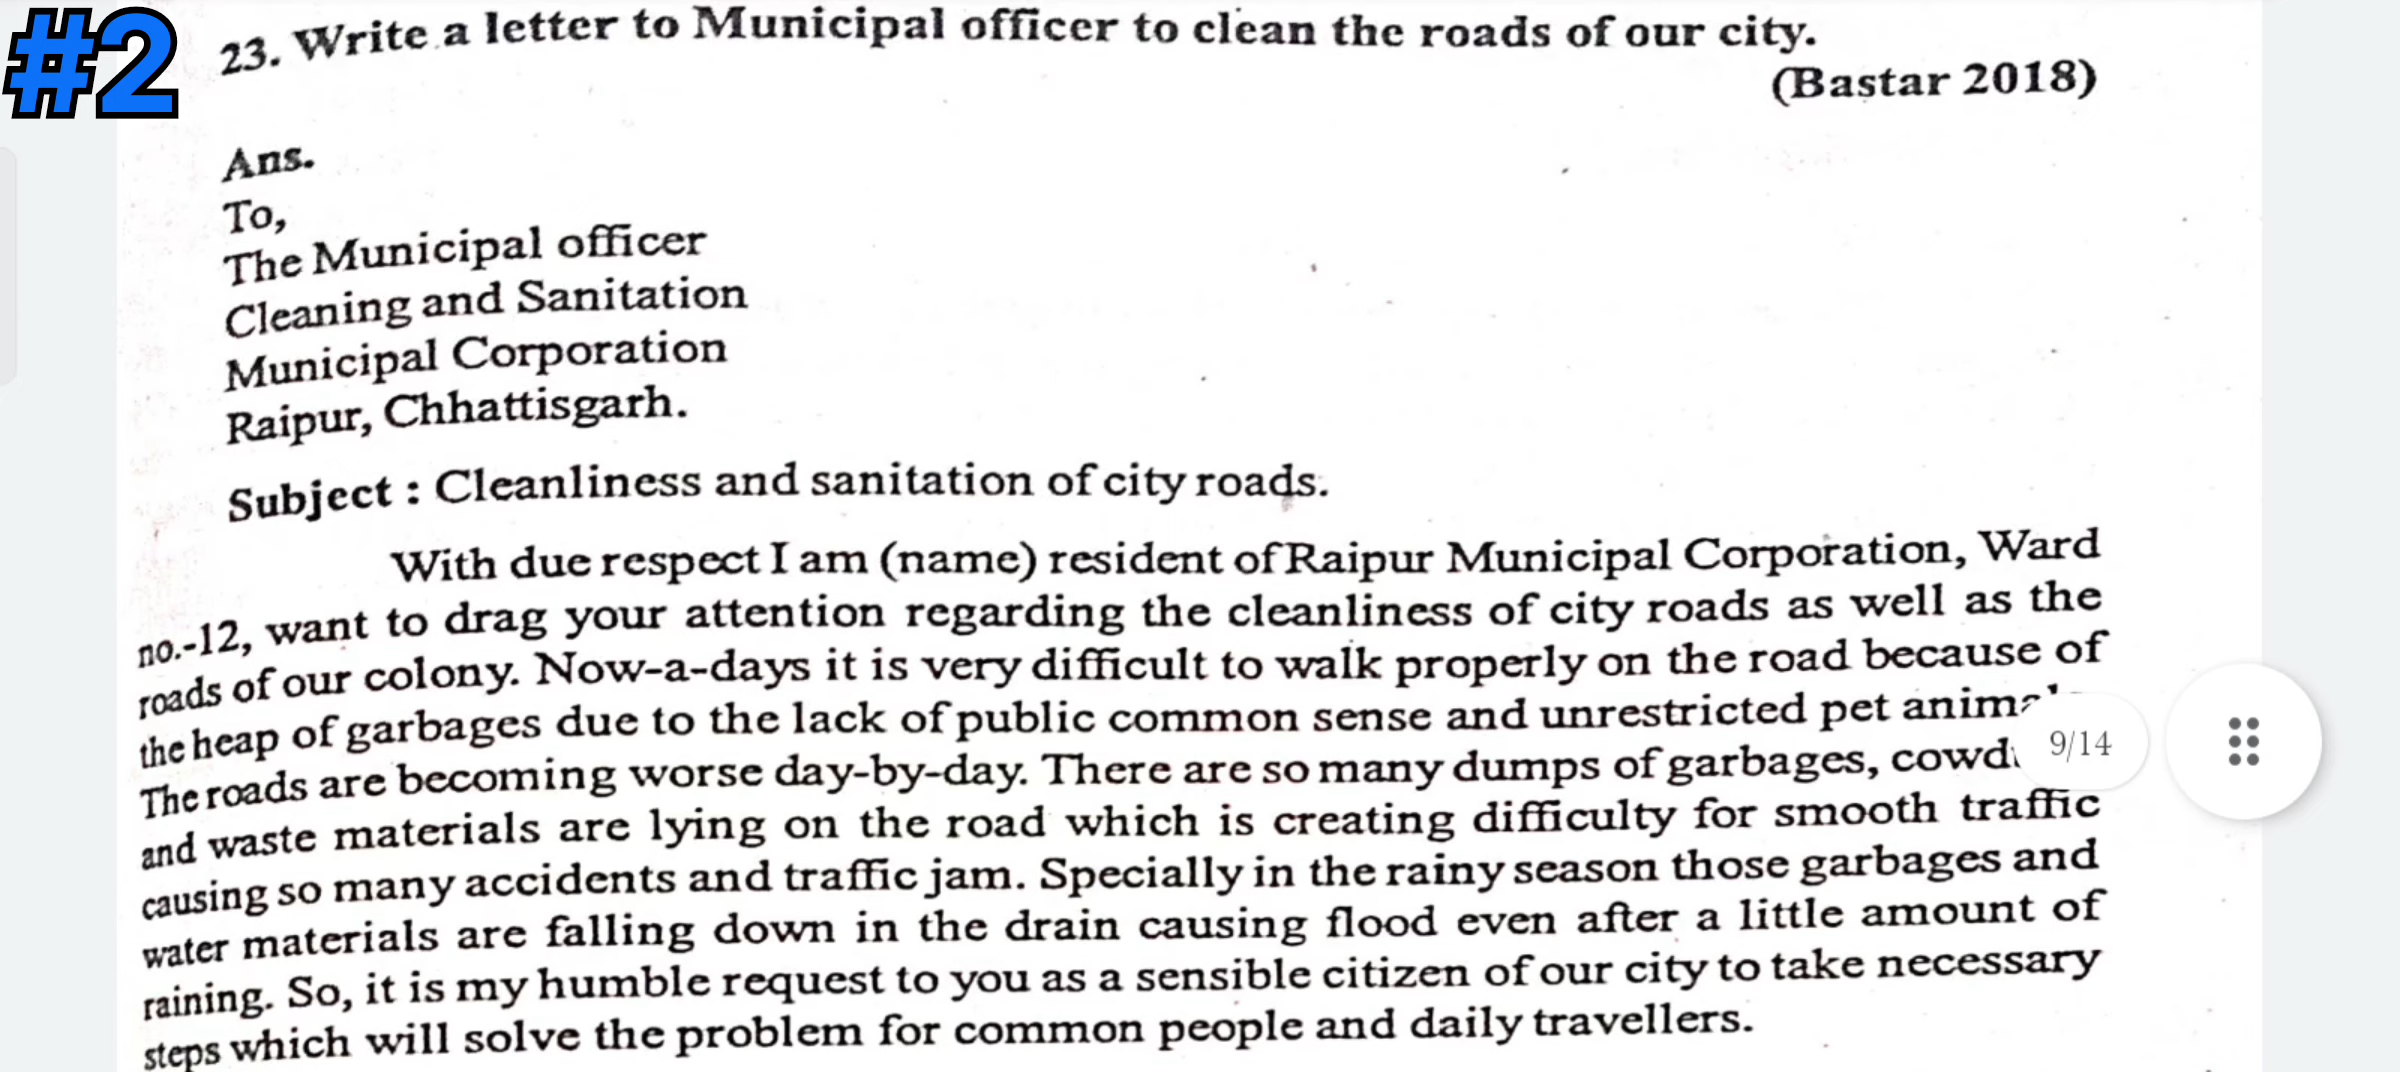 #2
23. Write a letter to Municipal officer to clean the roads of our city.
(Bastar 2018)
Ans.
To,
The Municipal officer
Cleaning and Sanitation
Municipal Corporation
Raipur, Chhattisgarh.
Subject : Cleanliness and sanitation of city roads.
With due respect I am (name) resident of Raipur Municipal Corporation, Ward
no.-12, want to drag your attention regarding the cleanliness of city roads as well as the
roads of our colony. Now-a-days it is very difficult to walk properly on the road because of
the heap of garbages due to the lack of public common sense and unrestricted pet
The roads are becoming worse day-by-day. There are so many dumps of garbages,
9/14
and waste materials are lying on the road which is creating difficulty for smooth traffic
causing so many accidents and traffic jam. Specially in the rainy season those garbages and
water materials are falling down in the drain causing flood even after a little amount of
raining. So, it is my humble request to you as a sensible citizen of our city to take necessary
steps which will solve the problem for common people and daily travellers.